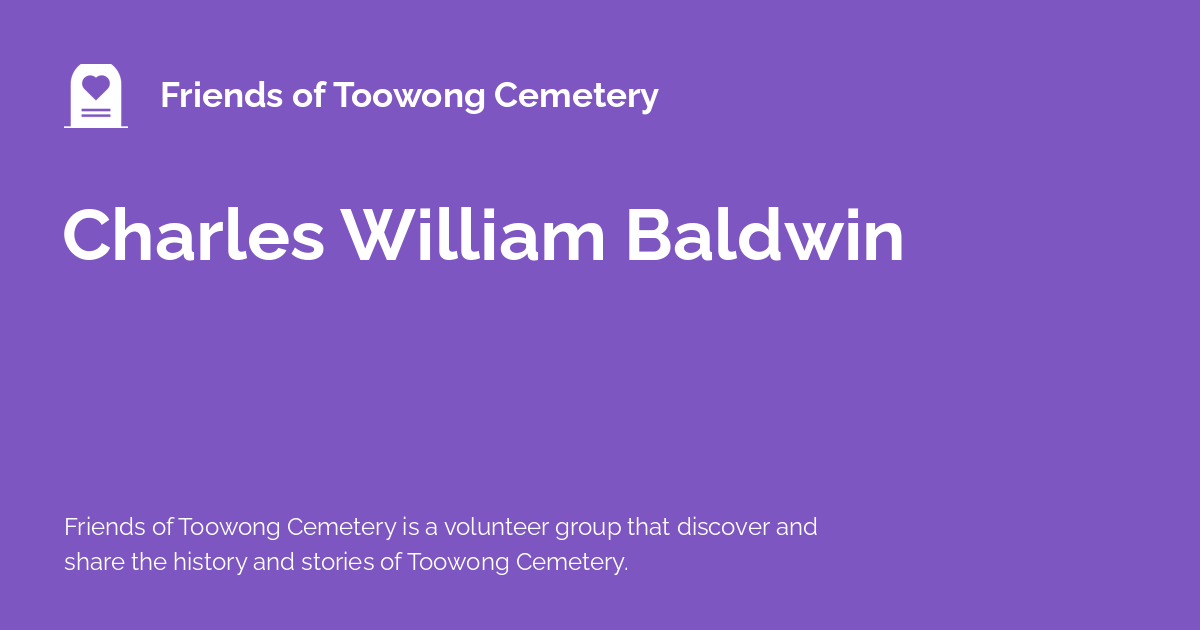 Friends of Toowong Cemetery
Charles William Baldwin
Friends of Toowong Cemetery is a volunteer group that discover and
share the history and stories of Toowong Cemetery.